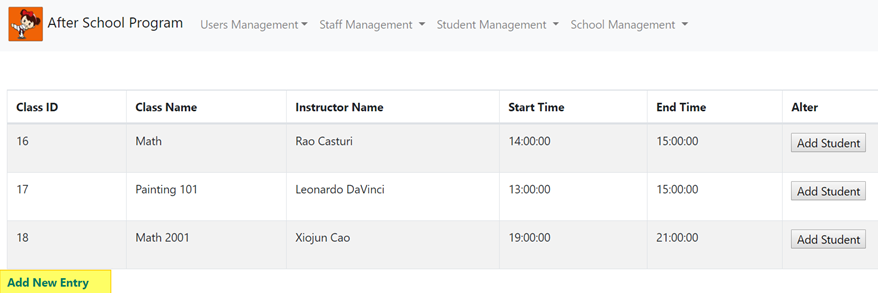 After School Program Users Management Staff Management Student Management School Management
Class ID Class Name Instructor Name Start Time End Time Alter
16 Math Rao Casturi 14:00:00 15:00:00 Add Student
17 Painting 101 Leonardo DaVinci 13:00:00 15:00:00 Add Student
18 Math 2001 Xiojun Cao 19:00:00 21:00:00 Add Student
Add New Entry